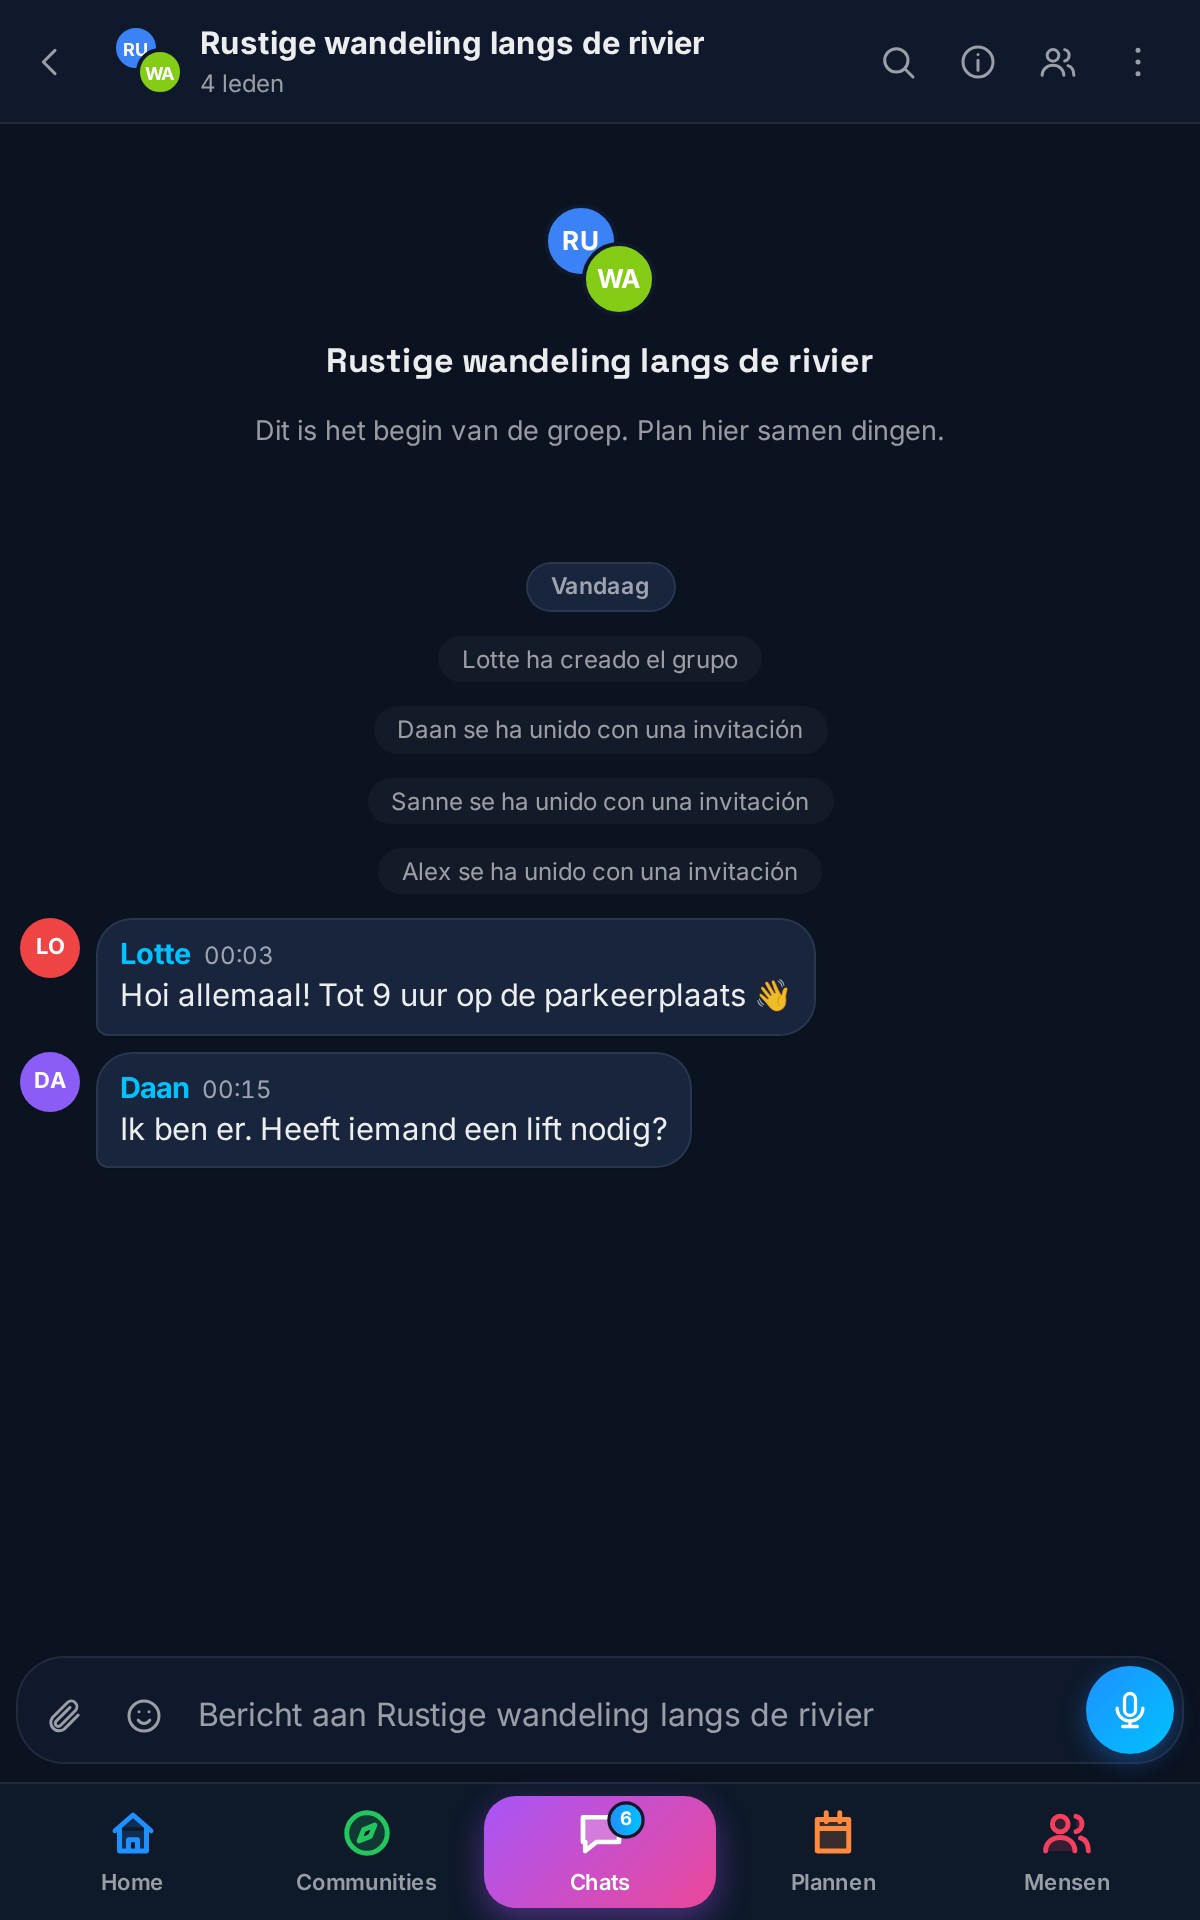 RU
WA
Rustige wandeling langs de rivier
4 leden
RU
WA
Rustige wandeling langs de rivier
Dit is het begin van de groep. Plan hier samen dingen.
Vandaag
Lotte ha creado el grupo
Daan se ha unido con una invitación
Sanne se ha unido con una invitación
Alex se ha unido con una invitación
LO
Lotte 00:03
Hoi allemaal! Tot 9 uur op de parkeerplaats 👋
DA
Daan 00:15
Ik ben er. Heeft iemand een lift nodig?
Bericht aan Rustige wandeling langs de rivier
6
Home
Communities
Chats
Plannen
Mensen